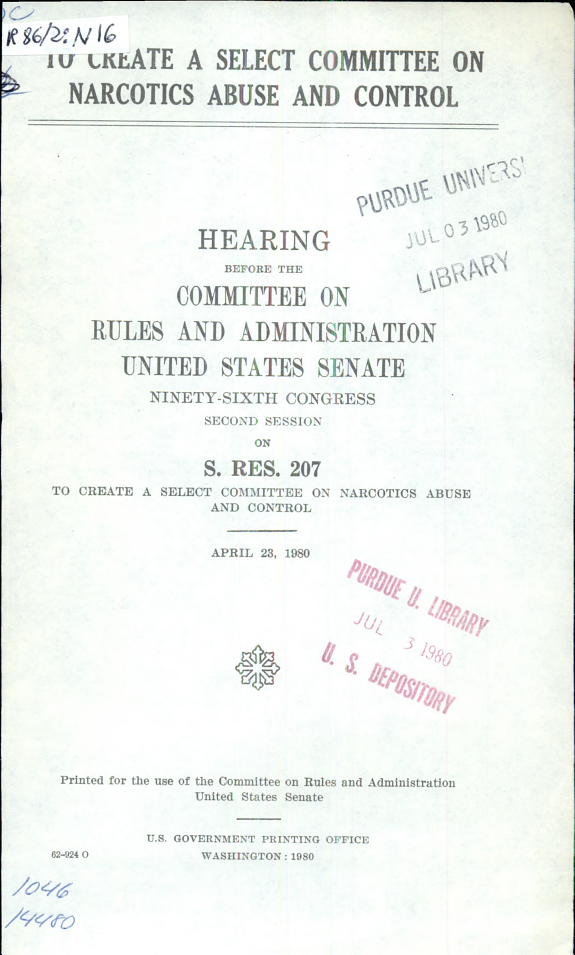 OC
R 86/2: N 16
TO CREATE A SELECT COMMITTEE ON
NARCOTICS ABUSE AND CONTROL
PURDUE UNIVERSI
JUL 03 1980
LIBRARY
HEARING
BEFORE THE
COMMITTEE ON
RULES AND ADMINISTRATION
UNITED STATES SENATE
NINETY-SIXTH CONGRESS
SECOND SESSION
ON
S. RES. 207
TO CREATE A SELECT COMMITTEE ON NARCOTICS ABUSE
AND CONTROL
APRIL 23, 1980
PURDUE U. LIBRARY
JUL 3 1980
U. S. DEPOSITORY
Printed for the use of the Committee on Rules and Administration
United States Senate
U.S. GOVERNMENT PRINTING OFFICE
62-924 O WASHINGTON : 1980
1046
14480